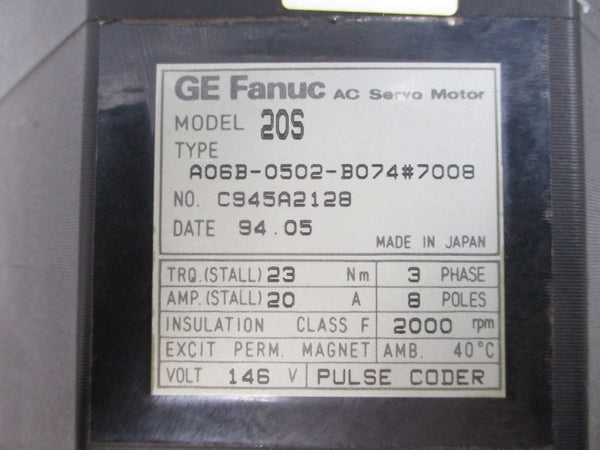 GE Fanuc AC Servo Motor
MODEL 20S
TYPE
A06B-0502-B074#7008
NO. C945A2128
DATE 94.05
MADE IN JAPAN
TRQ.(STALL) 23 Nm 3 PHASE
AMP.(STALL) 20 A 8 POLES
INSULATION CLASS F 2000 rpm
EXCIT PERM. MAGNET AMB. 40°C
VOLT 146 V PULSE CODER